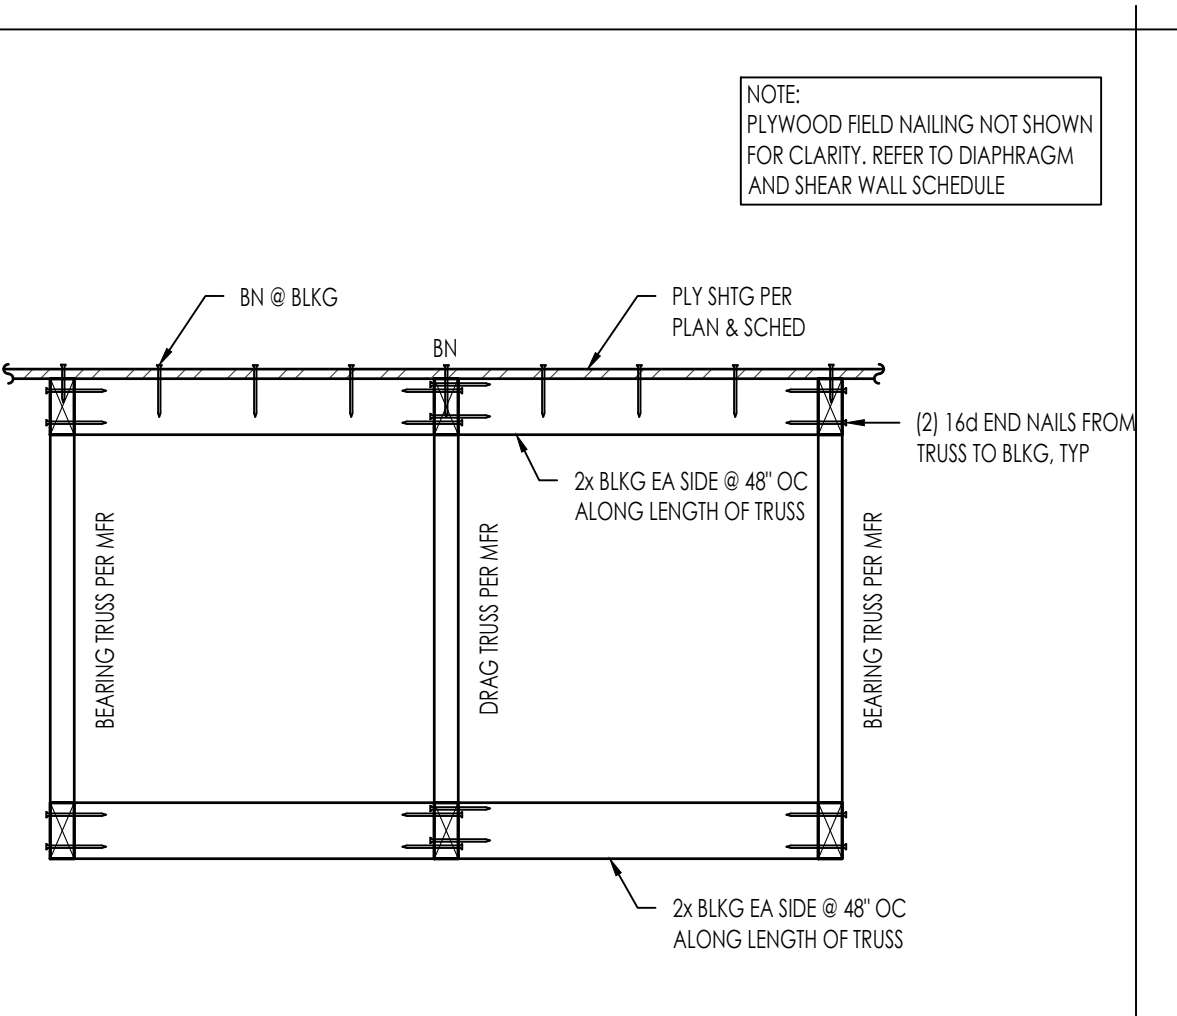 NOTE:
PLYWOOD FIELD NAILING NOT SHOWN
FOR CLARITY. REFER TO DIAPHRAGM
AND SHEAR WALL SCHEDULE
BN @ BLKG
PLY SHTG PER
PLAN & SCHED
BN
(2) 16d END NAILS FROM
TRUSS TO BLKG, TYP
2x BLKG EA SIDE @ 48" OC
ALONG LENGTH OF TRUSS
BEARING TRUSS PER MFR
DRAG TRUSS PER MFR
BEARING TRUSS PER MFR
2x BLKG EA SIDE @ 48" OC
ALONG LENGTH OF TRUSS